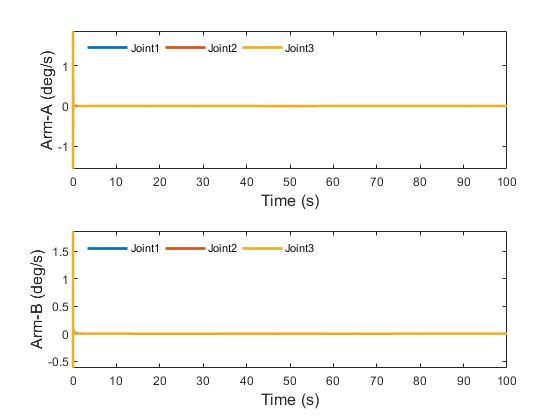 Joint1 Joint2 Joint3
Arm-A (deg/s)
1
0
-1
0 10 20 30 40 50 60 70 80 90 100
Time (s)
Joint1 Joint2 Joint3
Arm-B (deg/s)
1.5
1
0.5
0
-0.5
0 10 20 30 40 50 60 70 80 90 100
Time (s)